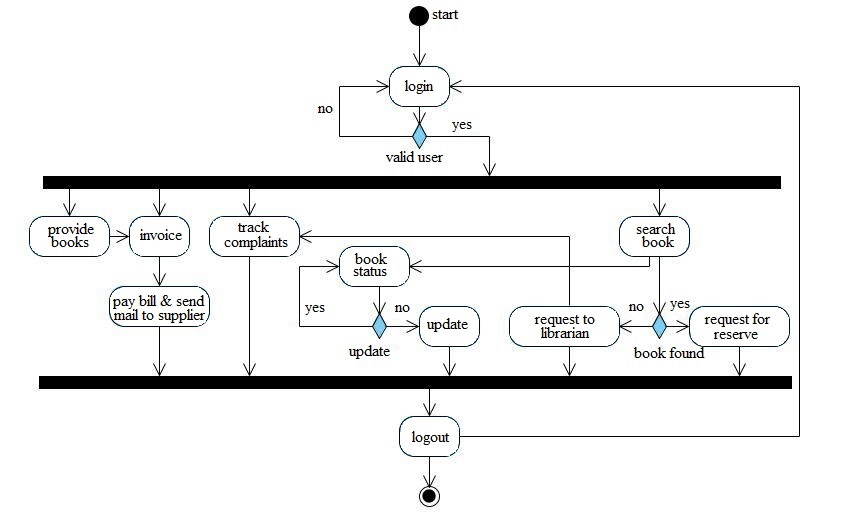 start
login
no
yes
valid user
provide
books
invoice
track
complaints
search
book
book
status
pay bill & send
mail to supplier
yes
no
update
update
request to
librarian
no
yes
request for
reserve
book found
logout